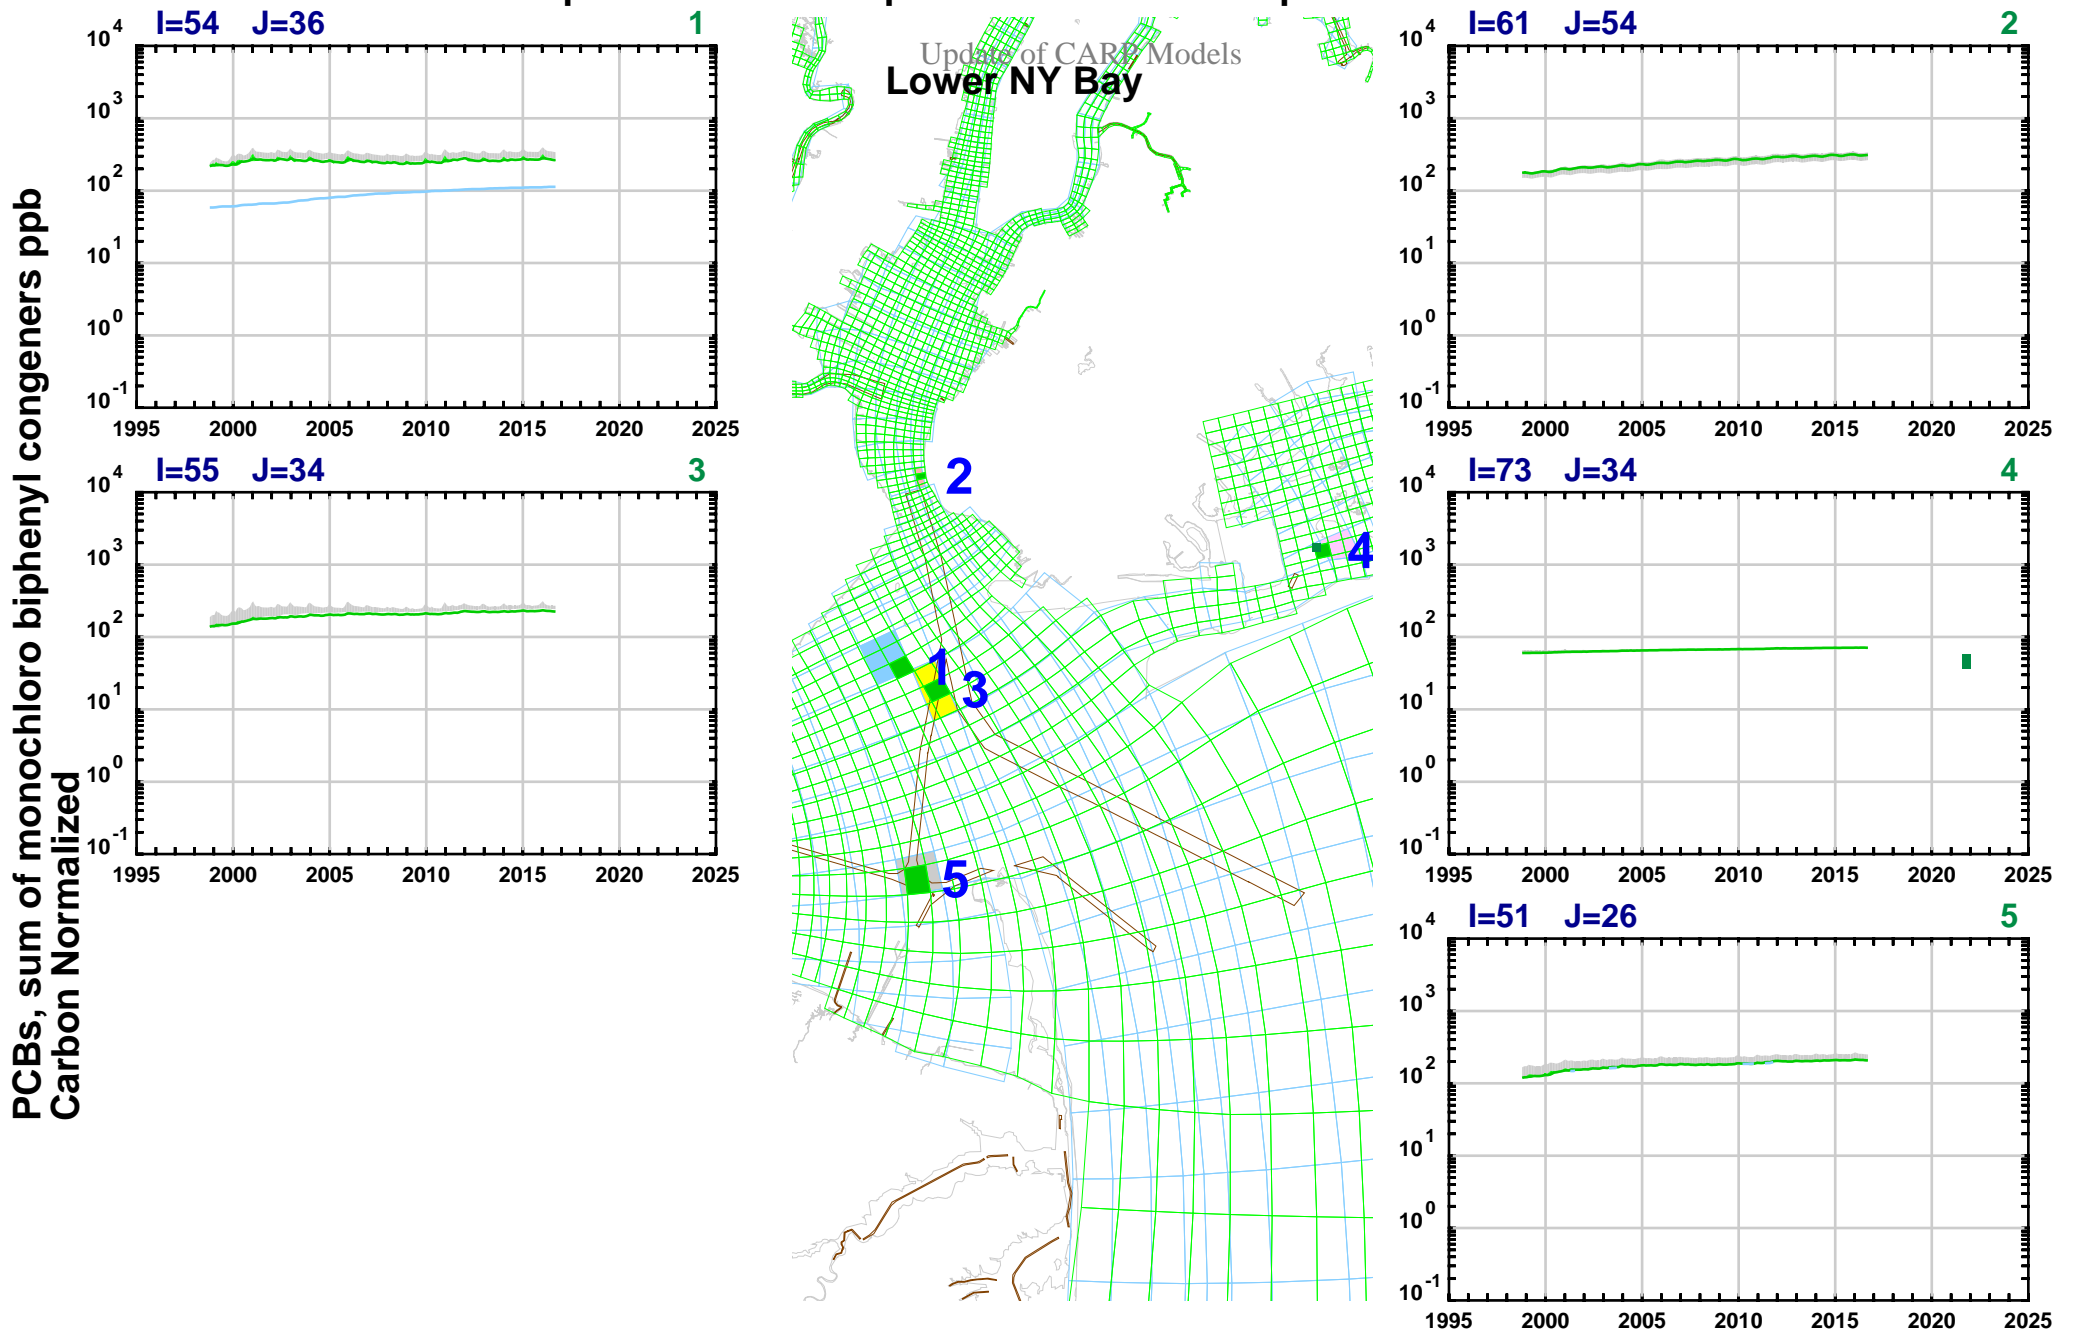 Update of CARP Models
Lower NY Bay
PCBs, sum of monochloro biphenyl congeners ppb
Carbon Normalized
I=54 J=36 1
10^4
10^3
10^2
10^1
10^0
10^-1
1995 2000 2005 2010 2015 2020 2025
I=61 J=54 2
10^4
10^3
10^2
10^1
10^0
10^-1
1995 2000 2005 2010 2015 2020 2025
I=55 J=34 3
10^4
10^3
10^2
10^1
10^0
10^-1
1995 2000 2005 2010 2015 2020 2025
I=73 J=34 4
10^4
10^3
10^2
10^1
10^0
10^-1
1995 2000 2005 2010 2015 2020 2025
I=51 J=26 5
10^4
10^3
10^2
10^1
10^0
10^-1
1995 2000 2005 2010 2015 2020 2025
2
4
1
3
5